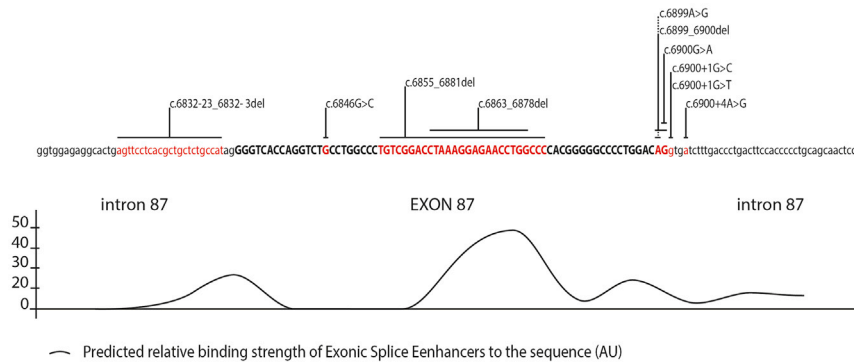 c.6899A>G
c.6899_6900del
c.6900G>A
c.6900+1G>C
c.6900+1G>T
c.6900+4A>G
c.6855_6881del
c.6832-23_6832- 3del
c.6846G>C
c.6863_6878del
ggtggagaggcactgagttcctcacgctgctctgccatagGGGTCACCAGGTCTGCCTGGCCCTGTCGGACCTAAAGGAGAACCTGGCCCCACGGGGGCCCCTGGACAGgtgatctttgaccctgactt​ccaccccctgcagcaactcc
intron 87
EXON 87
intron 87
50
40
30
20
0
Predicted relative binding strength of Exonic Splice Eenhancers to the sequence (AU)